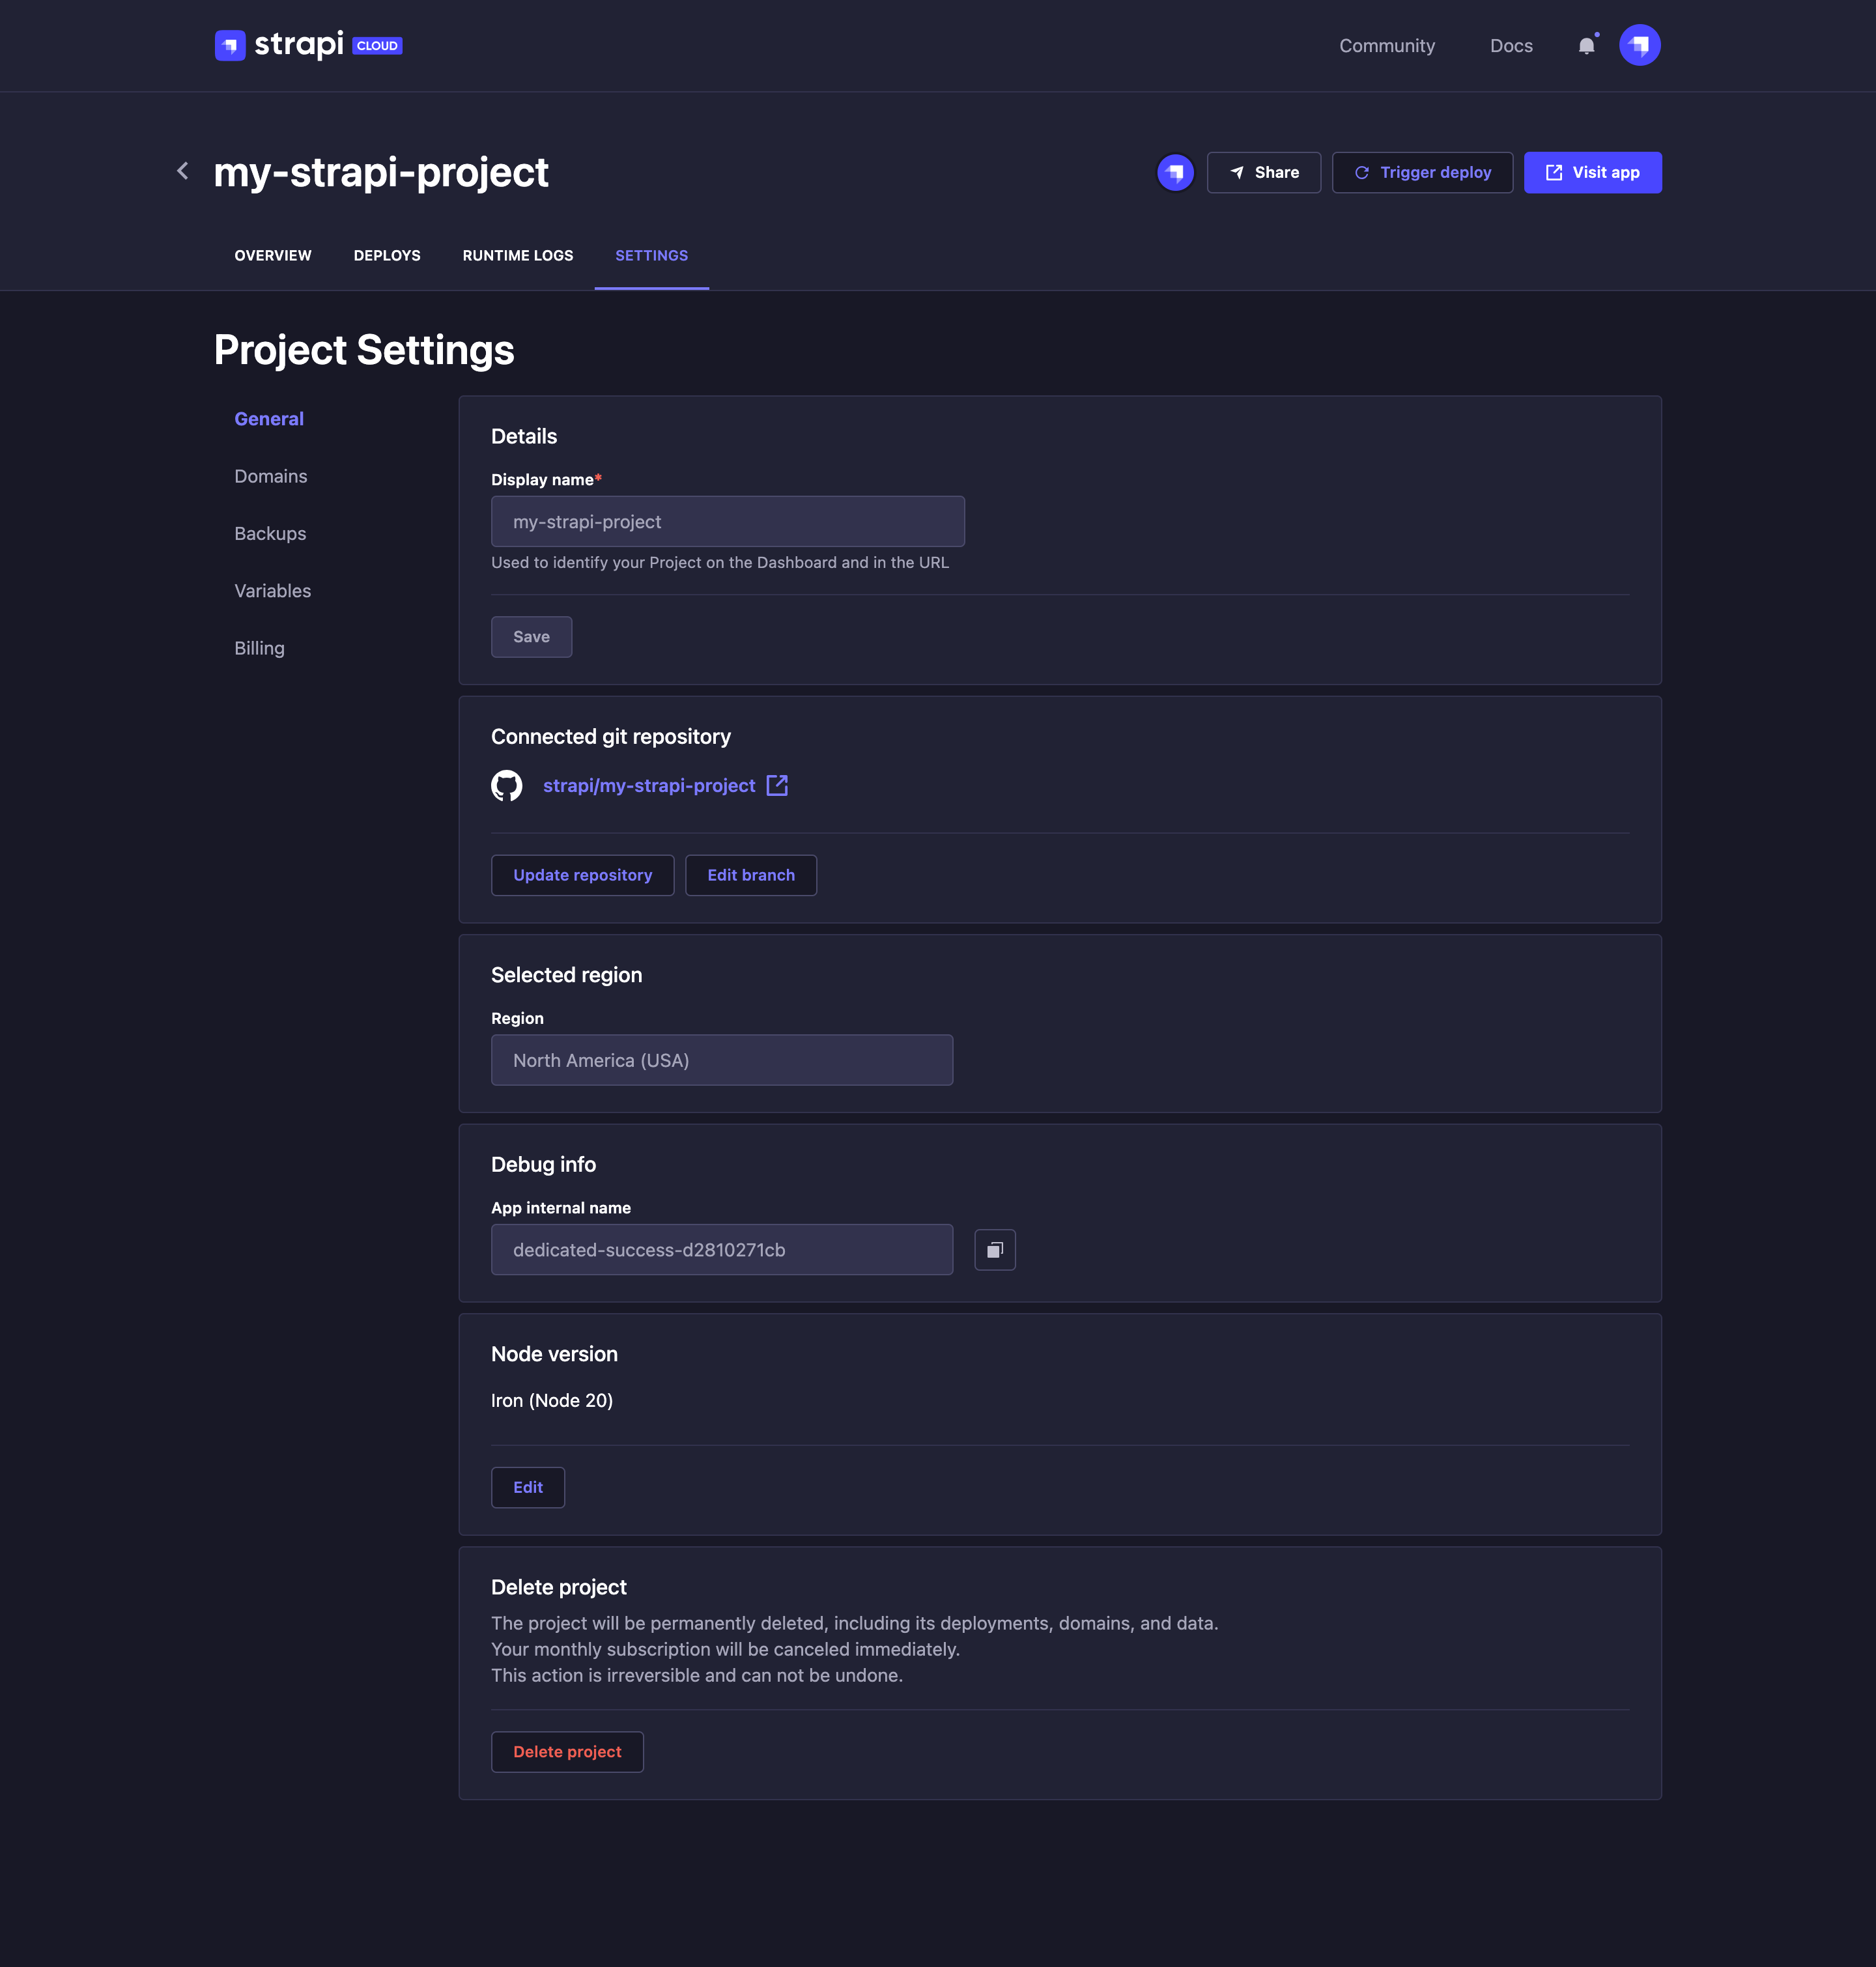 strapi CLOUD
Community Docs
my-strapi-project
Share Trigger deploy Visit app
OVERVIEW DEPLOYS RUNTIME LOGS SETTINGS
Project Settings
General
Domains
Backups
Variables
Billing
Details
Display name*
my-strapi-project
Used to identify your Project on the Dashboard and in the URL
Save
Connected git repository
strapi/my-strapi-project
Update repository Edit branch
Selected region
Region
North America (USA)
Debug info
App internal name
dedicated-success-d2810271cb
Node version
Iron (Node 20)
Edit
Delete project
The project will be permanently deleted, including its deployments, domains, and data.
Your monthly subscription will be canceled immediately.
This action is irreversible and can not be undone.
Delete project